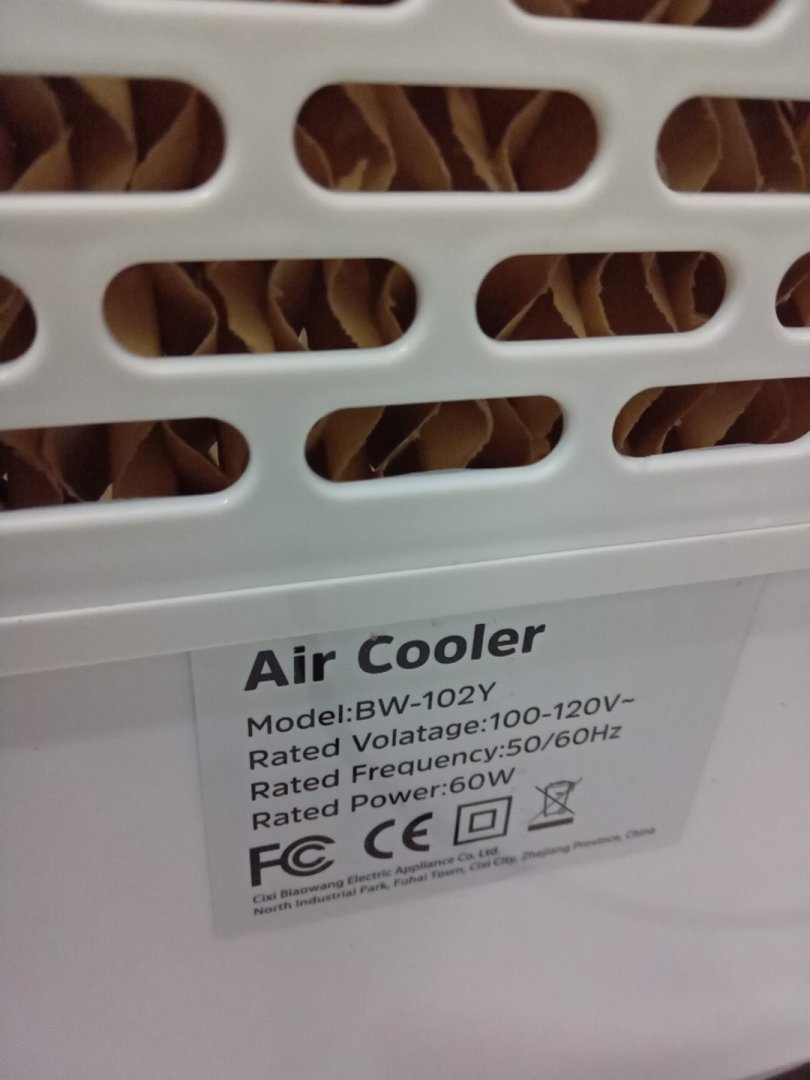 Air Cooler
Model:BW-102Y
Rated Volatage:100-120V~
Rated Frequency:50/60Hz
Rated Power:60W
FC CE
Cixi Biaowang Electric Appliance Co. Ltd.
North Industrial Park, Fuhai Town, Cixi City, Zhejiang Province, China